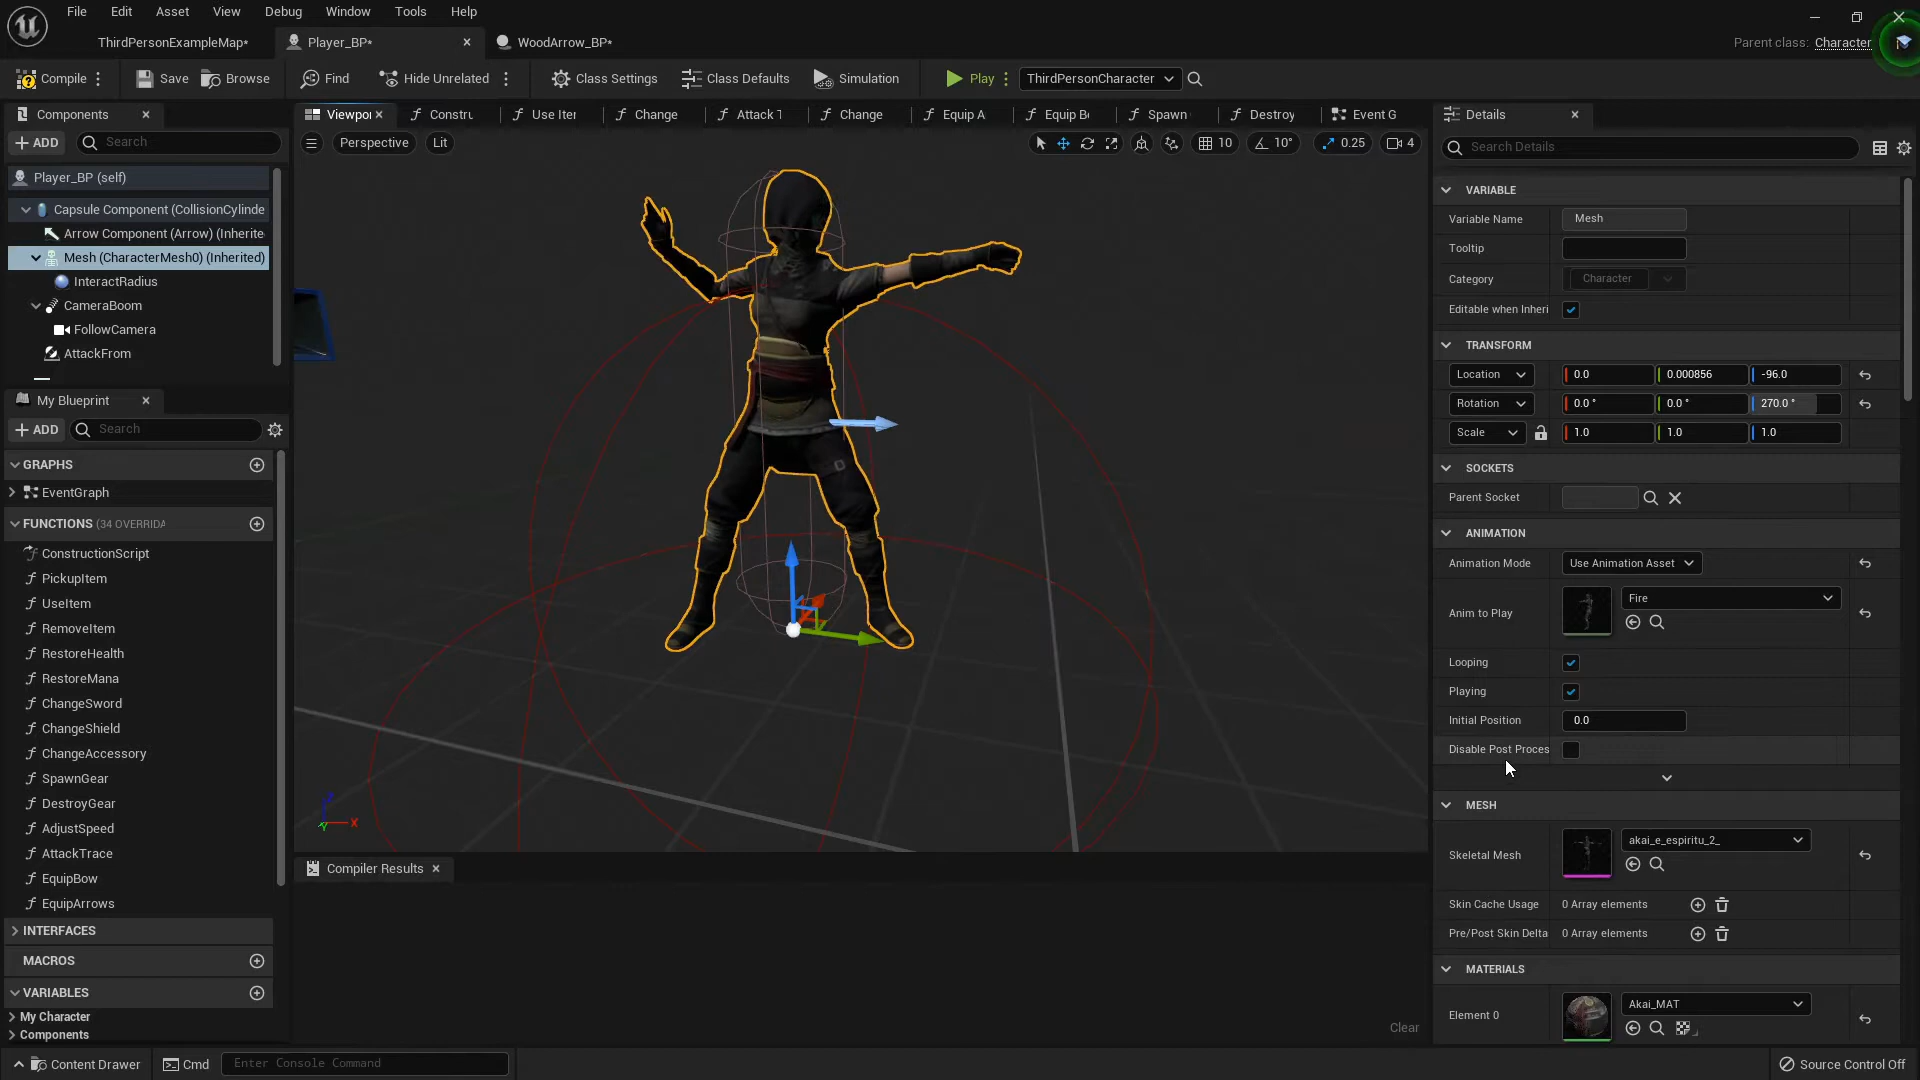 File Edit Asset View Debug Window Tools Help
ThirdPersonExampleMap* Player_BP* WoodArrow_BP*
Parent class: Character
Compile Save Browse Find Hide Unrelated Class Settings Class Defaults Simulation Play ThirdPersonCharacter
Components
ADD Search
Player_BP (self)
Capsule Component (CollisionCylinde
Arrow Component (Arrow) (Inherite
Mesh (CharacterMesh0) (Inherited)
InteractRadius
CameraBoom
FollowCamera
AttackFrom
My Blueprint
ADD Search
GRAPHS
EventGraph
FUNCTIONS (34 OVERRIDA
ConstructionScript
PickupItem
UseItem
RemoveItem
RestoreHealth
RestoreMana
ChangeSword
ChangeShield
ChangeAccessory
SpawnGear
DestroyGear
AdjustSpeed
AttackTrace
EquipBow
EquipArrows
INTERFACES
MACROS
VARIABLES
My Character
Components
Viewpor Constru Use Iter Change Attack T Change Equip A Equip Bo Spawn Destroy Event G
Perspective Lit
10 10° 0.25 4
Z
X
Y
Compiler Results
Clear
Details
Search Details
VARIABLE
Variable Name Mesh
Tooltip
Category Character
Editable when Inheri
TRANSFORM
Location 0.0 0.000856 -96.0
Rotation 0.0 ° 0.0 ° 270.0 °
Scale 1.0 1.0 1.0
SOCKETS
Parent Socket
ANIMATION
Animation Mode Use Animation Asset
Anim to Play Fire
Looping
Playing
Initial Position 0.0
Disable Post Proces
MESH
Skeletal Mesh akai_e_espiritu_2_
Skin Cache Usage 0 Array elements
Pre/Post Skin Delta 0 Array elements
MATERIALS
Element 0 Akai_MAT
Content Drawer Cmd Enter Console Command
Source Control Off